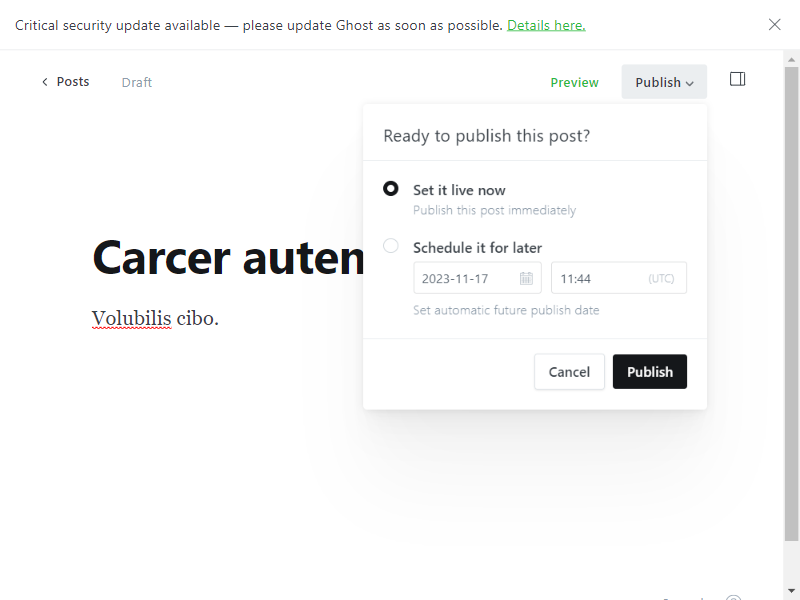 Critical security update available — please update Ghost as soon as possible. Details here.
Posts
Draft
Preview
Publish
Ready to publish this post?
Set it live now
Publish this post immediately
Schedule it for later
2023-11-17
11:44
(UTC)
Set automatic future publish date
Cancel
Publish
Carcer auten
Volubilis cibo.